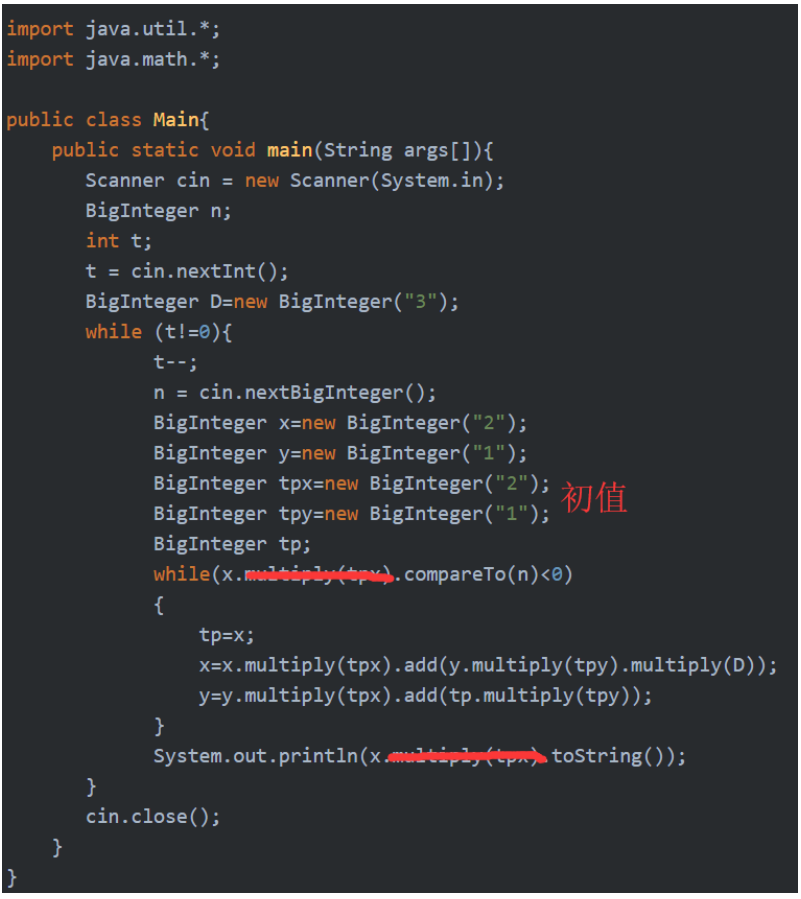 import java.util.*;
import java.math.*;
public class Main{
    public static void main(String args[]){
       Scanner cin = new Scanner(System.in);
       BigInteger n;
       int t;
       t = cin.nextInt();
       BigInteger D=new BigInteger("3");
       while (t!=0){
             t--;
             n = cin.nextBigInteger();
             BigInteger x=new BigInteger("2");
             BigInteger y=new BigInteger("1");
             BigInteger tpx=new BigInteger("2");
             BigInteger tpy=new BigInteger("1");
初值
             BigInteger tp;
             while(x.multiply(tpx).compareTo(n)<0)
             {
                 tp=x;
                 x=x.multiply(tpx).add(y.multiply(tpy).multiply(D));
                 y=y.multiply(tpx).add(tp.multiply(tpy));
             }
             System.out.println(x.multiply(tpx).toString());
       }
       cin.close();
    }
}